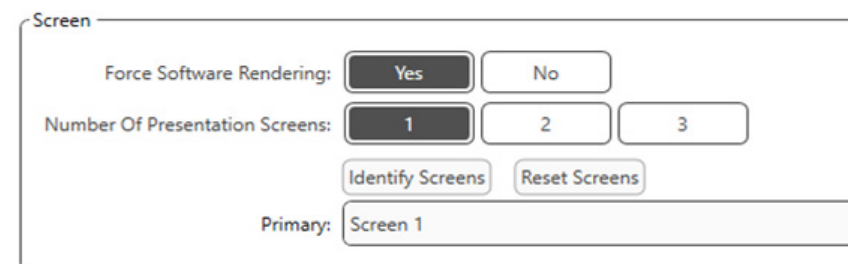 Screen
Force Software Rendering: Yes No
Number Of Presentation Screens: 1 2 3
Identify Screens Reset Screens
Primary: Screen 1